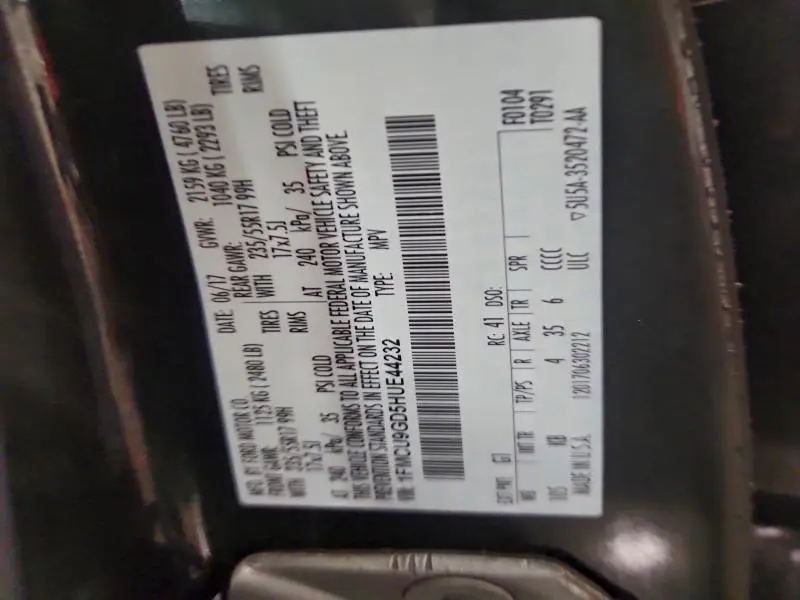 MFD. BY FORD MOTOR CO. DATE: 06/17 GVWR: 2159 KG ( 4760 LB)
FRONT GAWR: 1125 KG ( 2480 LB) REAR GAWR: 1040 KG ( 2293 LB)
WITH 235/55R17 99H TIRES WITH 235/55R17 99H TIRES
17x7.5J RIMS 17x7.5J RIMS
AT 240 kPa/ 35 PSI COLD AT 240 kPa/ 35 PSI COLD
THIS VEHICLE CONFORMS TO ALL APPLICABLE FEDERAL MOTOR VEHICLE SAFETY AND THEFT
PREVENTION STANDARDS IN EFFECT ON THE DATE OF MANUFACTURE SHOWN ABOVE.
VIN: 1FMCU9GD5HUE44232 TYPE: MPV
F0104
EXT PNT: G1 RC: 41 DSO: T0291
WB INT TR TP/PS R AXLE TR SPR
105 KB 4 35 6 CCCC
MADE IN U.S.A. 1201706302212 ULC ▽5U5A-3520472-AA